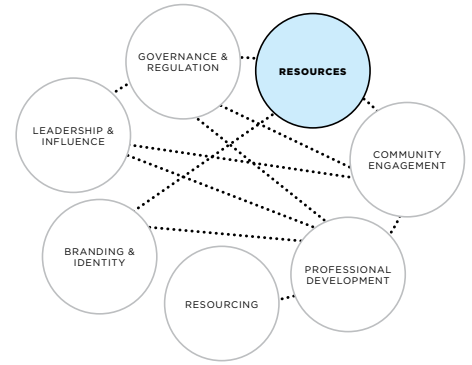 GOVERNANCE &
REGULATION
RESOURCES
LEADERSHIP &
INFLUENCE
COMMUNITY
ENGAGEMENT
BRANDING &
IDENTITY
PROFESSIONAL
DEVELOPMENT
RESOURCING